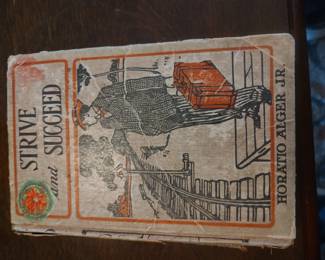 STRIVE
and SUCCEED
HORATIO ALGER JR.